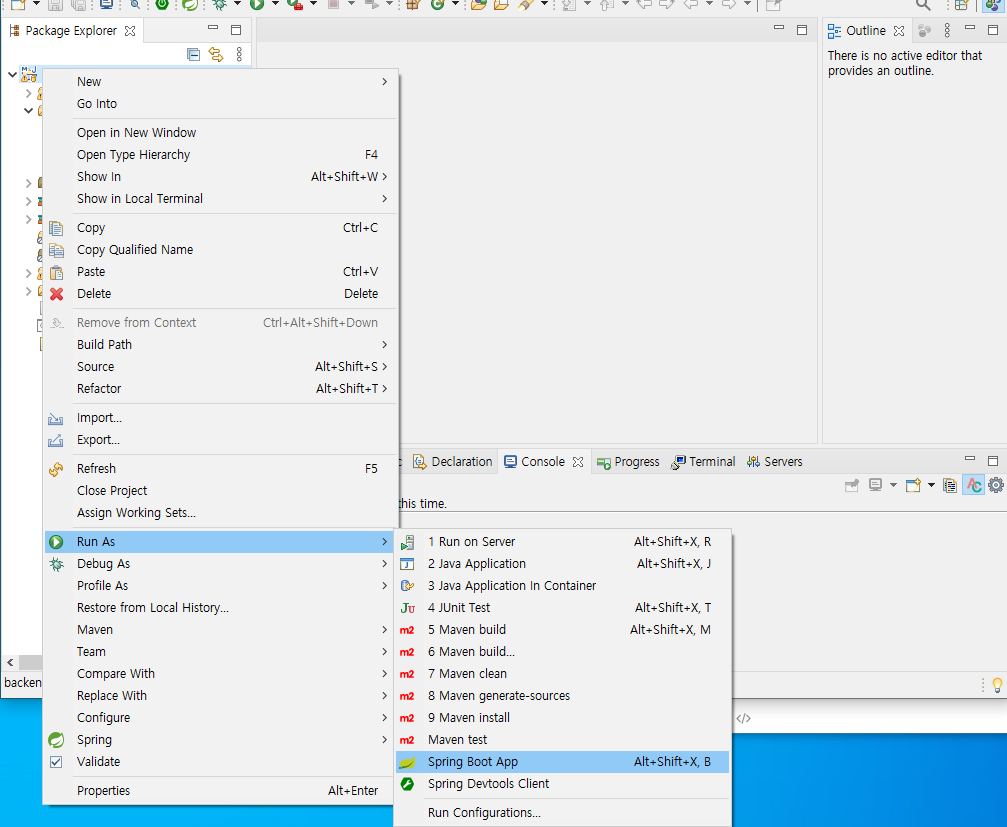 Package Explorer
Outline
There is no active editor that
provides an outline.
New
Go Into
Open in New Window
Open Type Hierarchy F4
Show In Alt+Shift+W
Show in Local Terminal
Copy Ctrl+C
Copy Qualified Name
Paste Ctrl+V
Delete Delete
Remove from Context Ctrl+Alt+Shift+Down
Build Path
Source Alt+Shift+S
Refactor Alt+Shift+T
Import...
Export...
Declaration Console Progress Terminal Servers
Refresh F5
Close Project
Assign Working Sets...
this time.
Run As
Debug As
Profile As
Restore from Local History...
Maven
Team
Compare With
Replace With
Configure
Spring
Validate
Properties Alt+Enter
1 Run on Server Alt+Shift+X, R
2 Java Application Alt+Shift+X, J
3 Java Application In Container
Ju 4 JUnit Test Alt+Shift+X, T
m2 5 Maven build Alt+Shift+X, M
m2 6 Maven build...
m2 7 Maven clean
m2 8 Maven generate-sources
m2 9 Maven install
m2 Maven test
Spring Boot App Alt+Shift+X, B
Spring Devtools Client
Run Configurations...
backen
</>